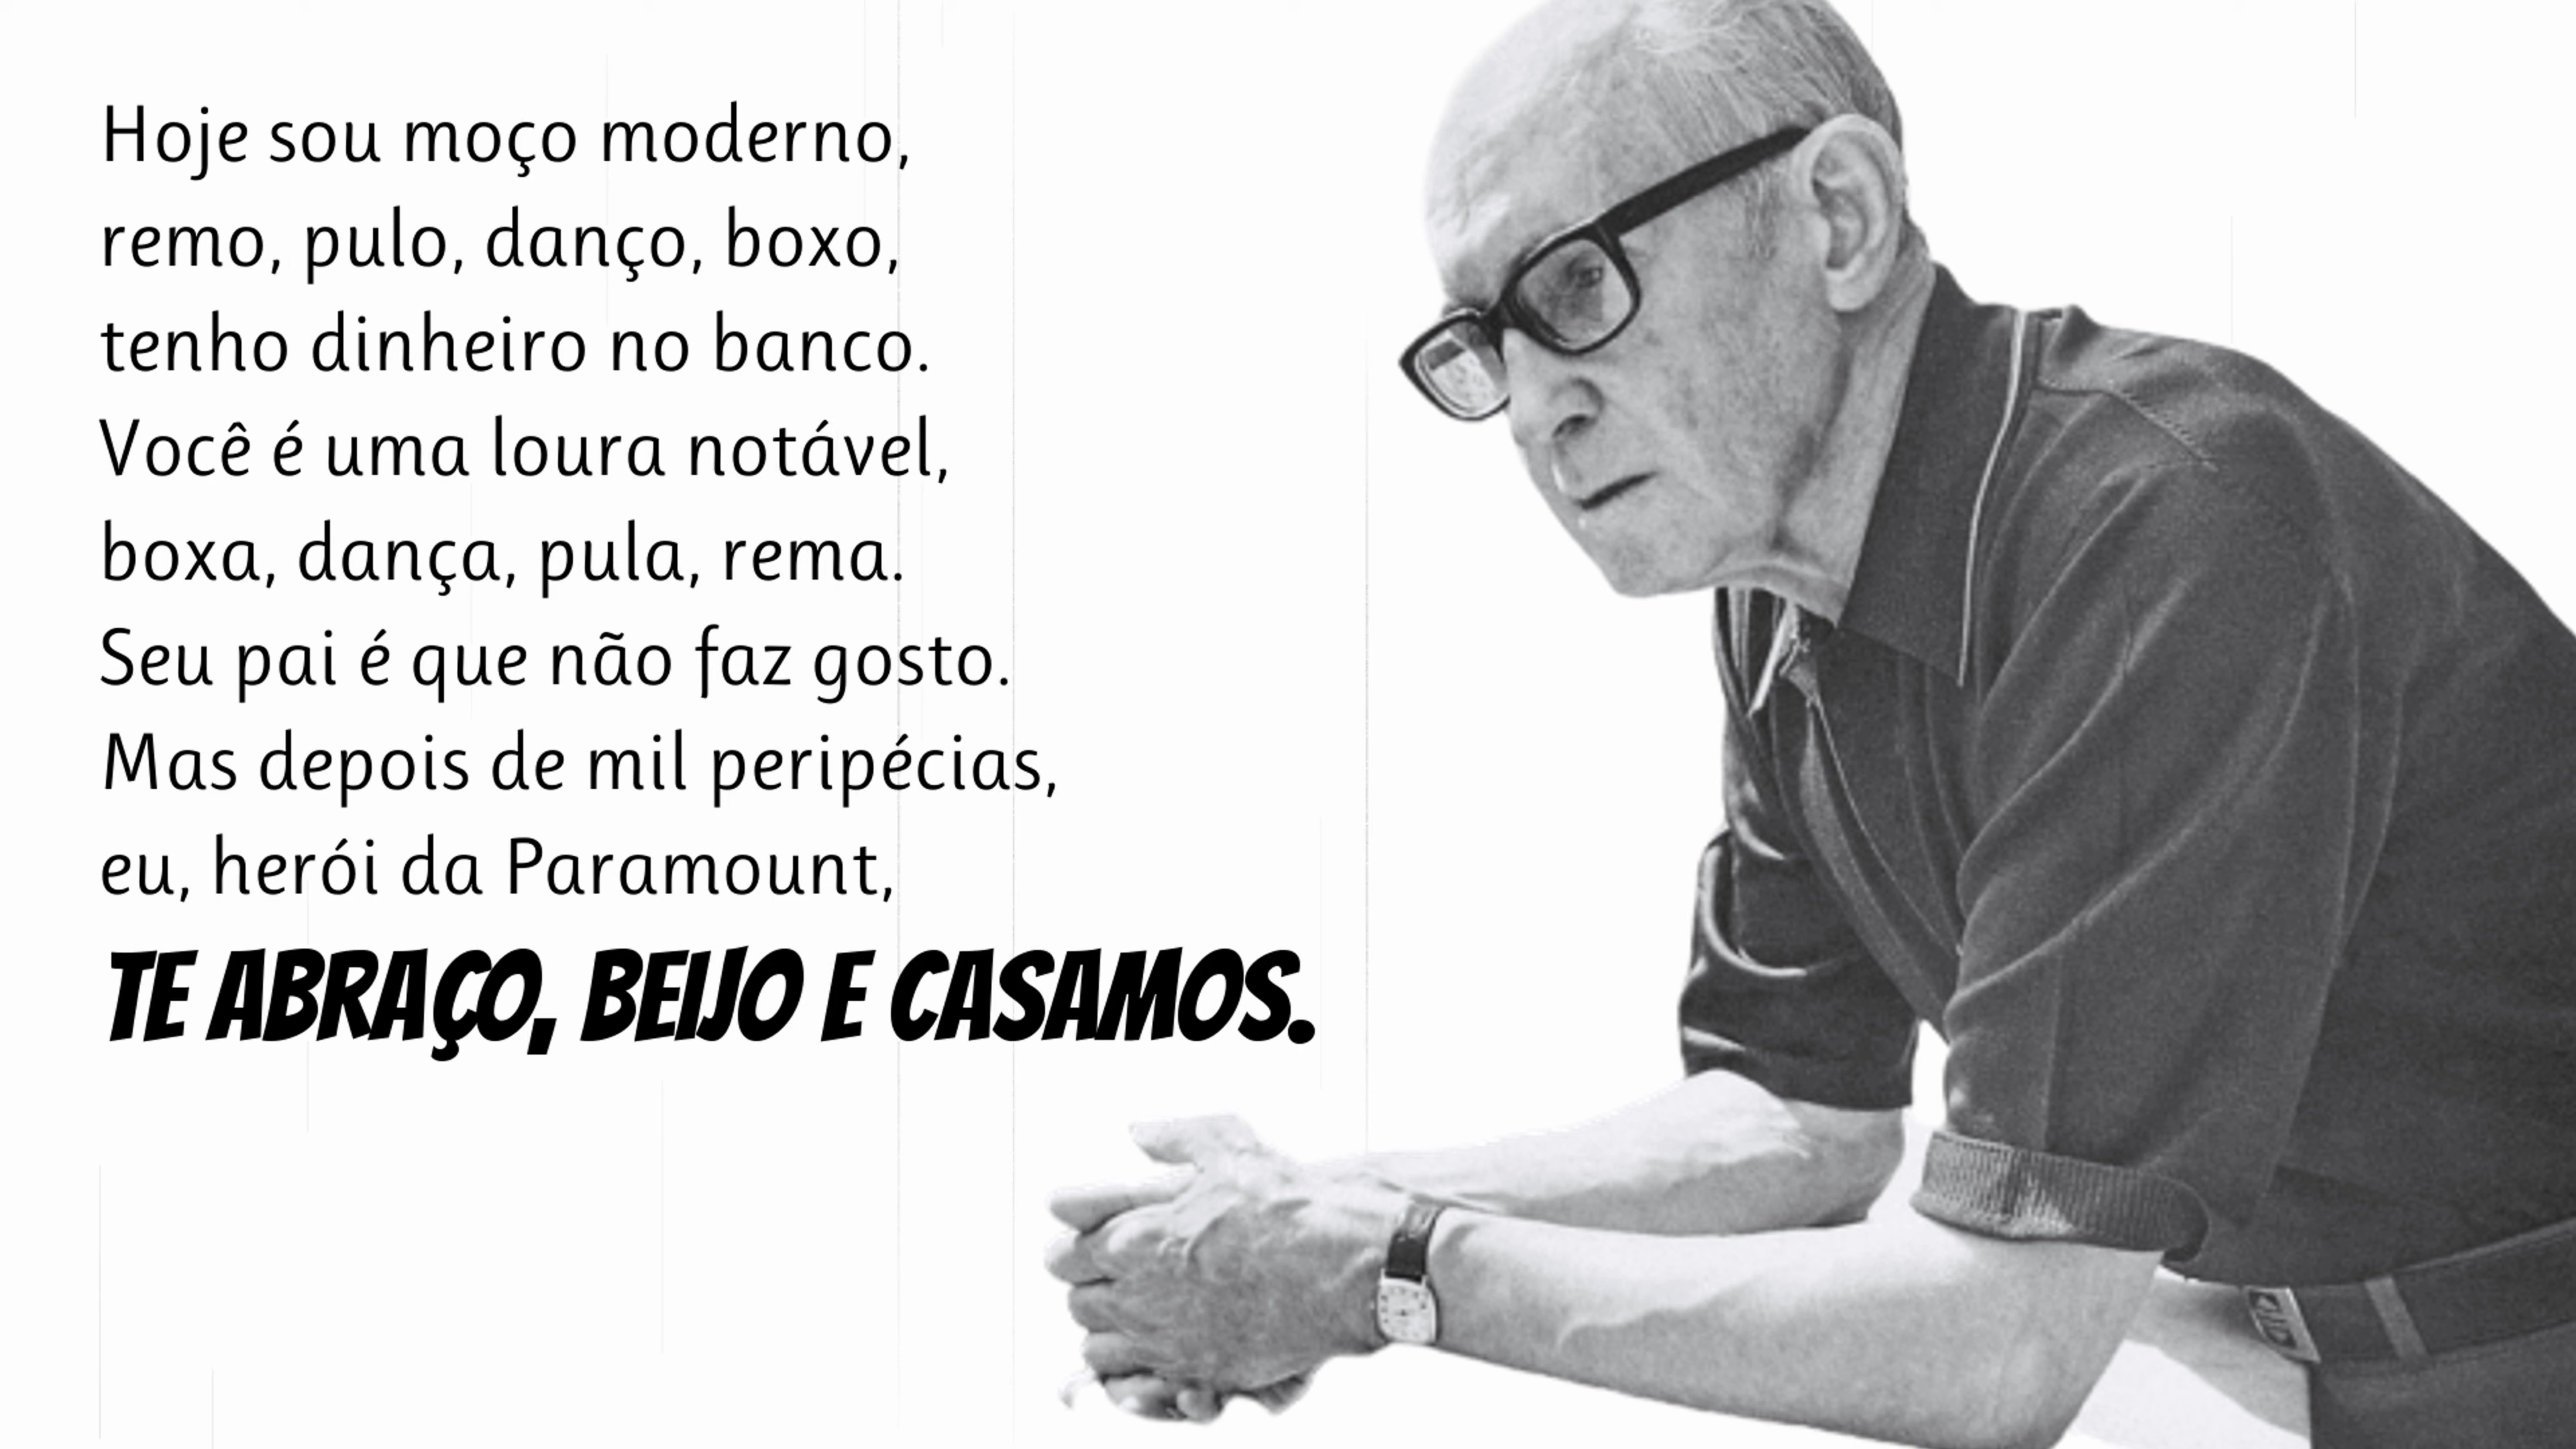 Hoje sou moço moderno,
remo, pulo, danço, boxo,
tenho dinheiro no banco.
Você é uma loura notável,
boxa, dança, pula, rema.
Seu pai é que não faz gosto.
Mas depois de mil peripécias,
eu, herói da Paramount,
TE ABRAÇO, BEIJO E CASAMOS.